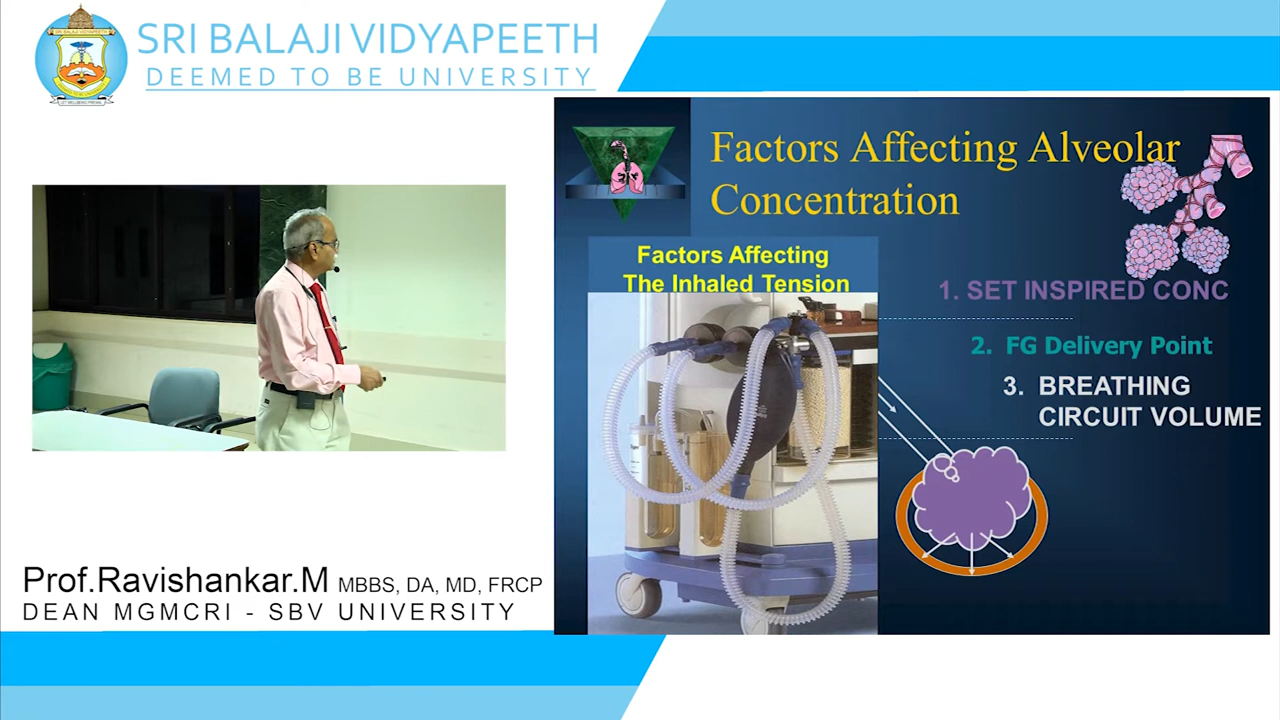 SRI BALAJI VIDYAPEETH
DEEMED TO BE UNIVERSITY
Factors Affecting Alveolar
Concentration
Factors Affecting
The Inhaled Tension
1. SET INSPIRED CONC
2. FG Delivery Point
3. BREATHING
CIRCUIT VOLUME
Prof.Ravishankar.M MBBS, DA, MD, FRCP
DEAN MGMCRI - SBV UNIVERSITY